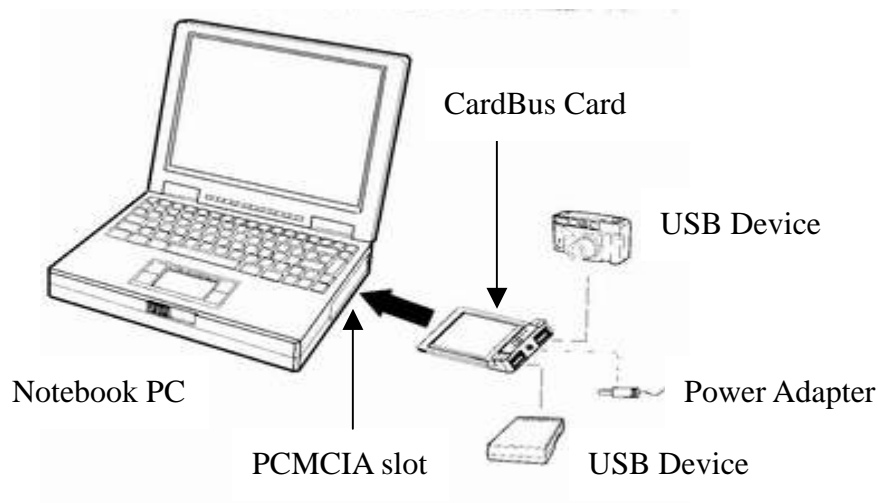 CardBus Card
USB Device
Notebook PC
Power Adapter
PCMCIA slot
USB Device